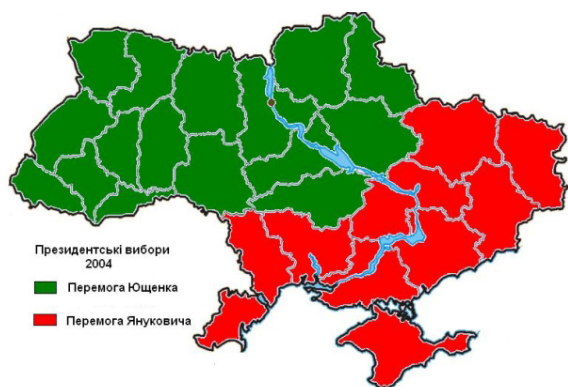 Президентські вибори
2004
Перемога Ющенка
Перемога Януковича